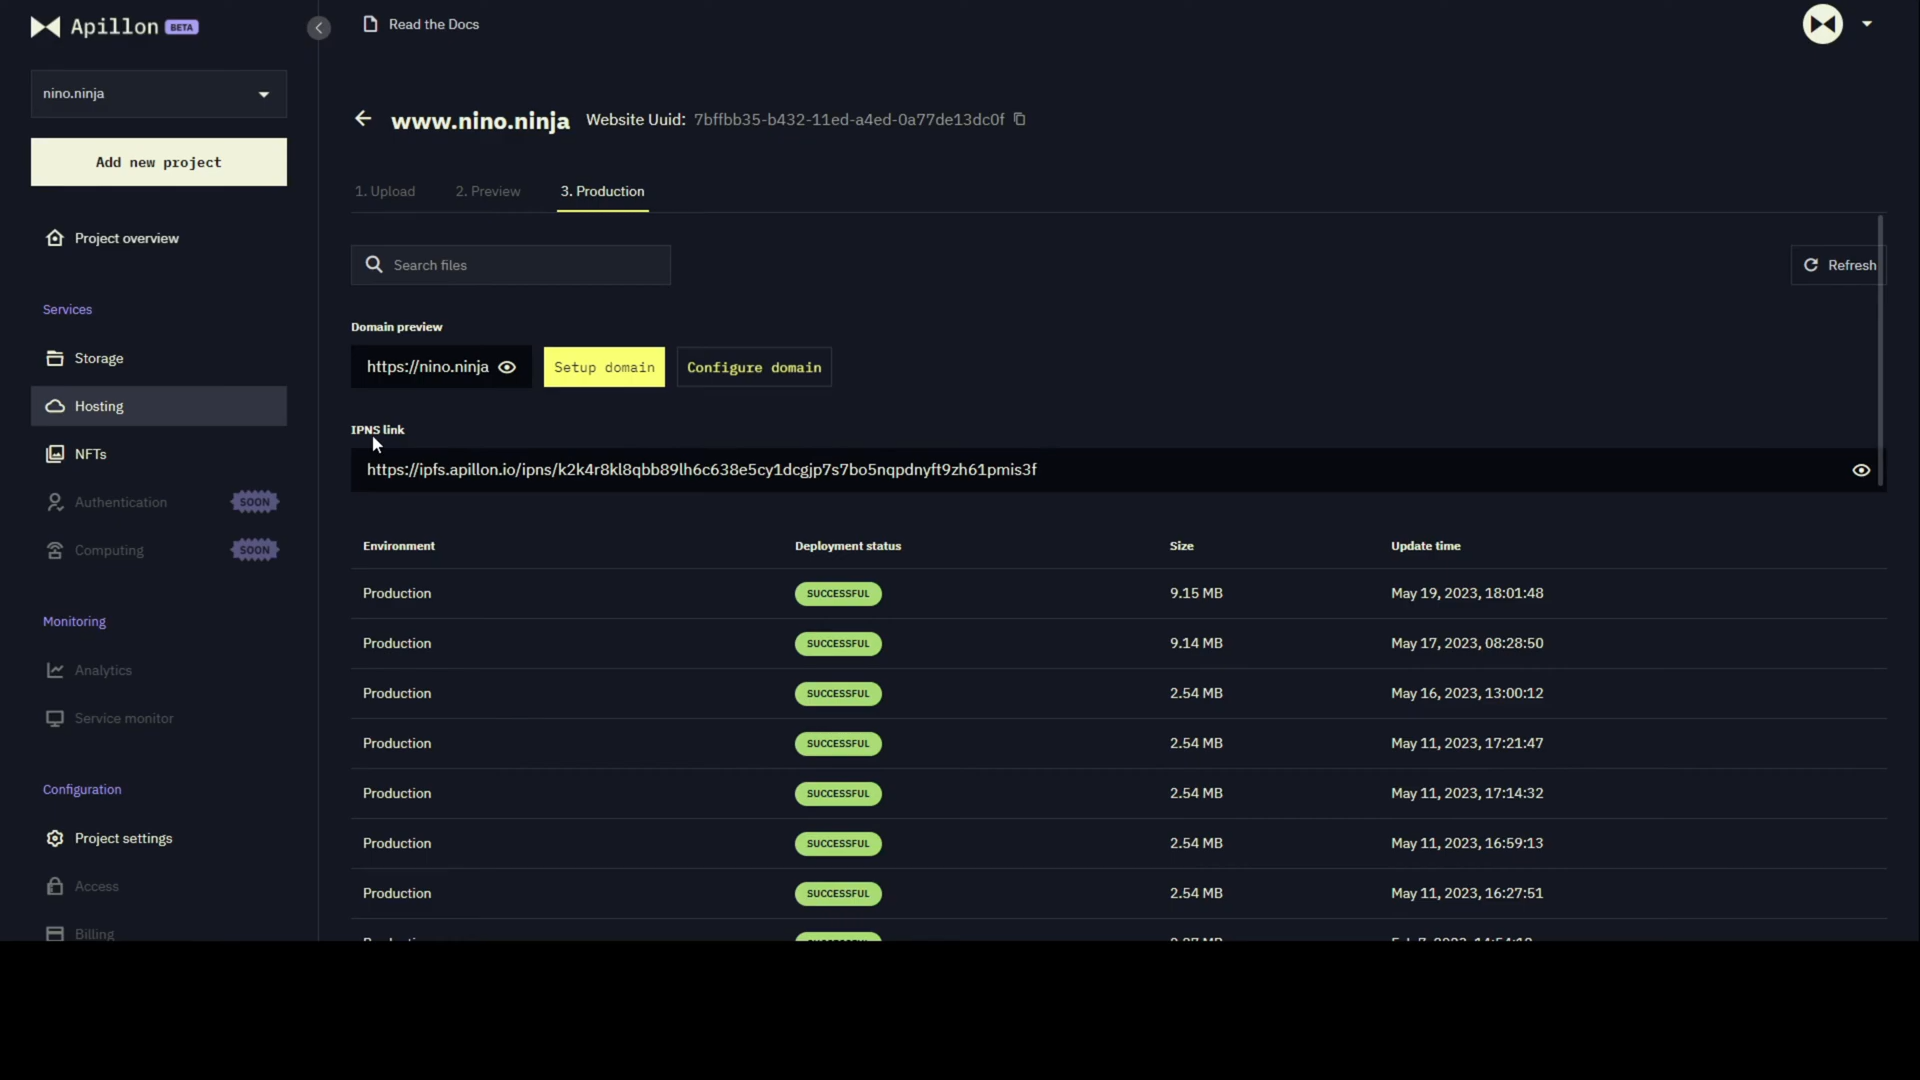 Apillon BETA
Read the Docs
nino.ninja
Add new project
Project overview
Services
Storage
Hosting
NFTs
Authentication SOON
Computing SOON
Monitoring
Analytics
Service monitor
Configuration
Project settings
Access
Billing
www.nino.ninja Website Uuid: 7bffbb35-b432-11ed-a4ed-0a77de13dc0f
1. Upload 2. Preview 3. Production
Search files
Refresh
Domain preview
https://nino.ninja Setup domain Configure domain
IPNS link
https://ipfs.apillon.io/ipns/k2k4r8kl8qbb89lh6c638e5cy1dcgjp7s7bo5nqpdnyft9zh61pmis3f
Environment Deployment status Size Update time
Production SUCCESSFUL 9.15 MB May 19, 2023, 18:01:48
Production SUCCESSFUL 9.14 MB May 17, 2023, 08:28:50
Production SUCCESSFUL 2.54 MB May 16, 2023, 13:00:12
Production SUCCESSFUL 2.54 MB May 11, 2023, 17:21:47
Production SUCCESSFUL 2.54 MB May 11, 2023, 17:14:32
Production SUCCESSFUL 2.54 MB May 11, 2023, 16:59:13
Production SUCCESSFUL 2.54 MB May 11, 2023, 16:27:51